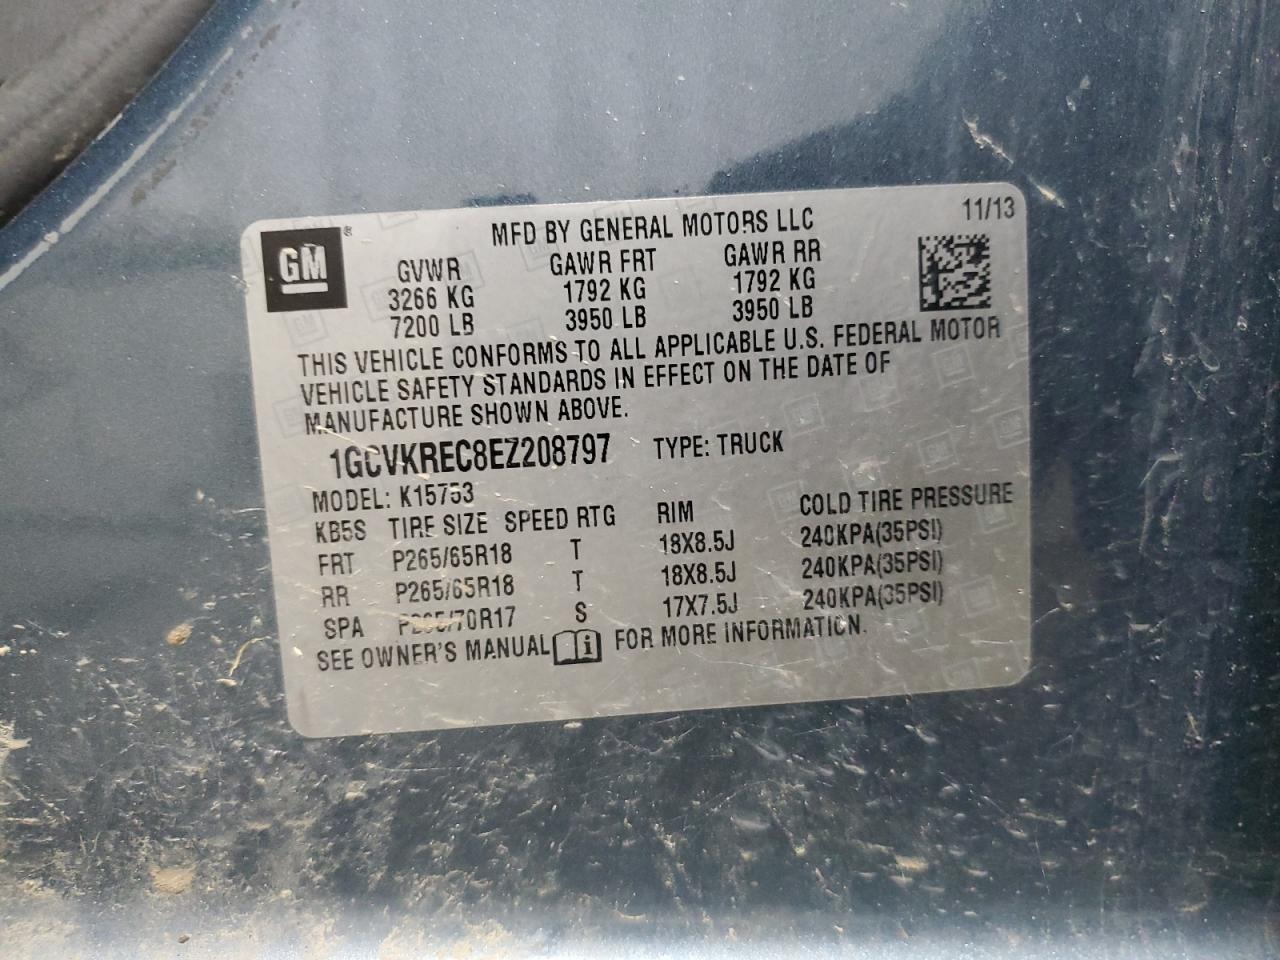 GM ®
MFD BY GENERAL MOTORS LLC 11/13
GVWR GAWR FRT GAWR RR
3266 KG 1792 KG 1792 KG
7200 LB 3950 LB 3950 LB
THIS VEHICLE CONFORMS TO ALL APPLICABLE U.S. FEDERAL MOTOR
VEHICLE SAFETY STANDARDS IN EFFECT ON THE DATE OF
MANUFACTURE SHOWN ABOVE.
1GCVKREC8EZ208797 TYPE: TRUCK
MODEL: K15753
KB5S TIRE SIZE SPEED RTG RIM COLD TIRE PRESSURE
FRT P265/65R18 T 18X8.5J 240KPA(35PSI)
RR P265/65R18 T 18X8.5J 240KPA(35PSI)
SPA S 17X7.5J 240KPA(35PSI)
SEE OWNER'S MANUAL i FOR MORE INFORMATION.